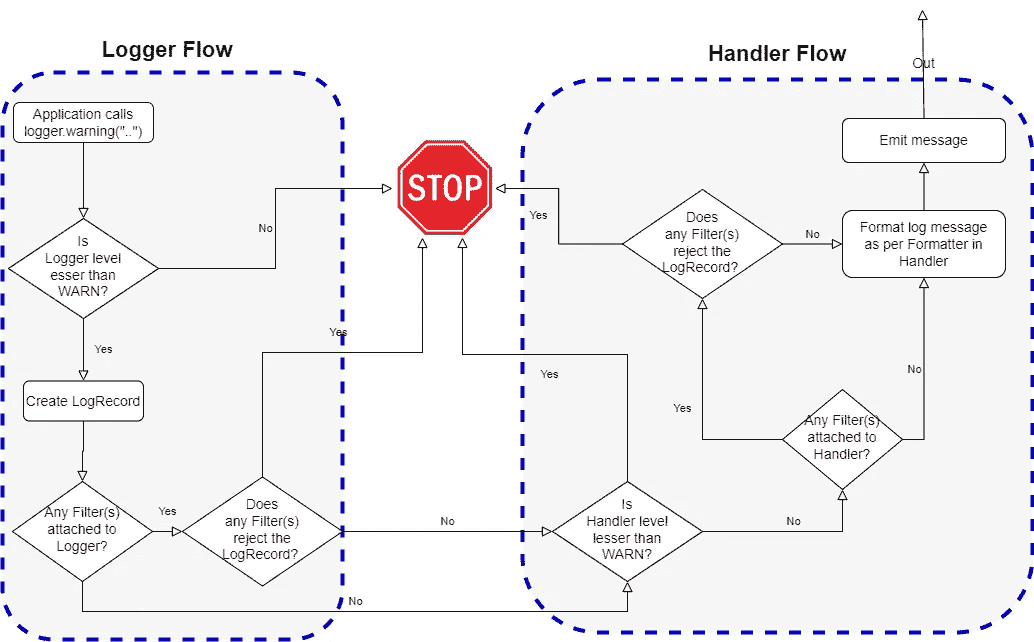 Logger Flow
Application calls
logger.warning("..")
Is
Logger level
esser than
WARN?
No
Yes
Create LogRecord
Any Filter(s)
attached to
Logger?
Yes
Does
any Filter(s)
reject the
LogRecord?
Yes
No
No
STOP
Handler Flow
Is
Handler level
lesser than
WARN?
Yes
No
Any Filter(s)
attached to
Handler?
Yes
No
Does
any Filter(s)
reject the
LogRecord?
Yes
No
Format log message
as per Formatter in
Handler
Emit message
Out